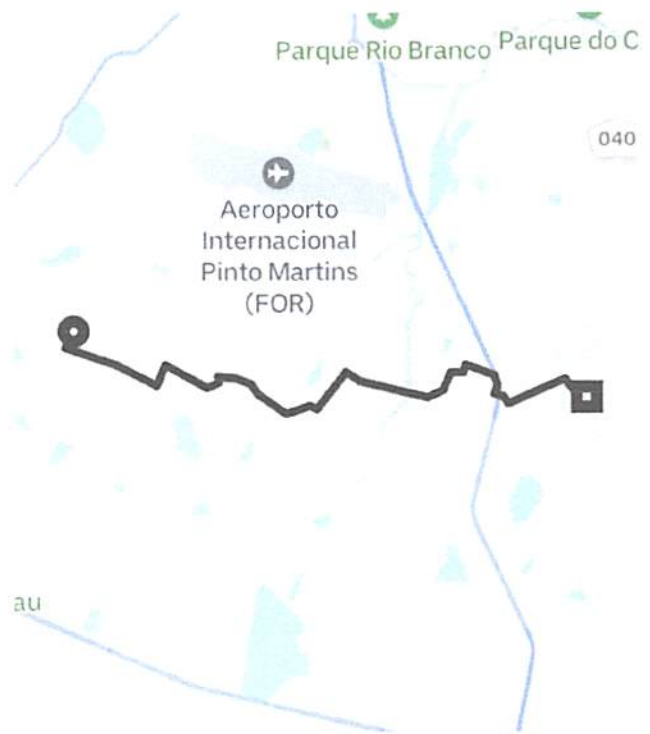 Parque Rio Branco
Parque do C
040
Aeroporto
Internacional
Pinto Martins
(FOR)
au